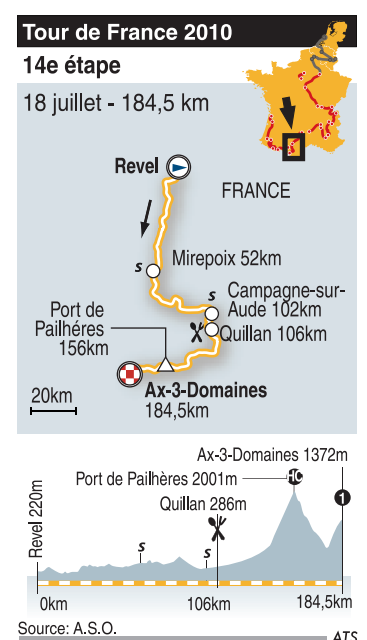 Tour de France 2010
14e étape
18 juillet - 184,5 km
Revel
FRANCE
Mirepoix 52km
s
Campagne-sur-
Aude 102km
s
Quillan 106km
Port de
Pailhéres
156km
Ax-3-Domaines
184,5km
20km
Ax-3-Domaines 1372m
Port de Pailhères 2001m
HC
Quillan 286m
1
Revel 220m
s
s
0km
106km
184,5km
Source: A.S.O.
ATS